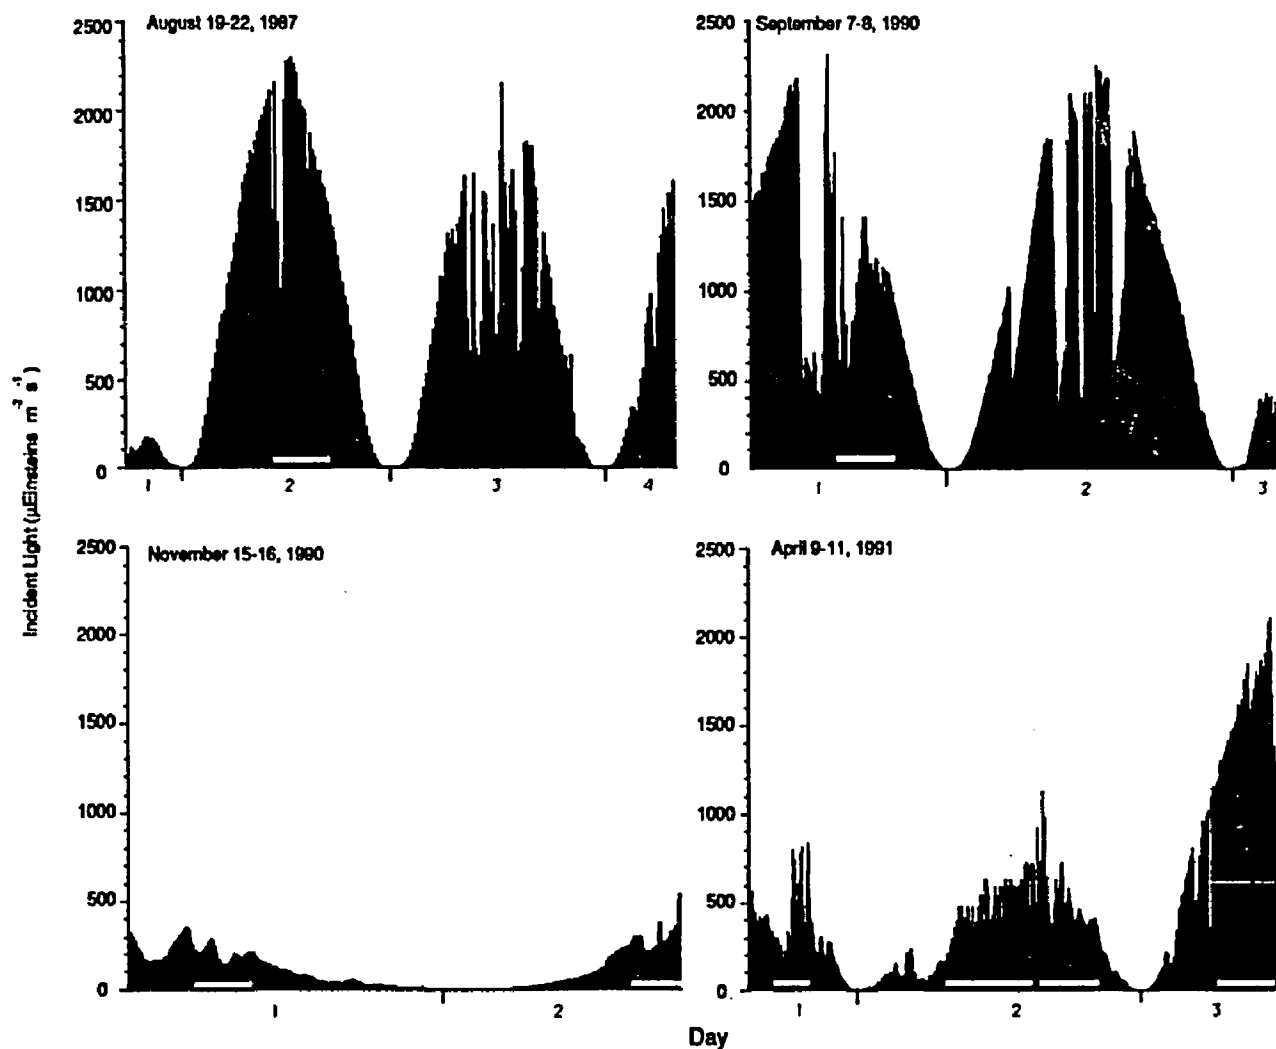 August 19-22, 1987
2500
2000
1500
1000
500
0
1 2 3 4
September 7-8, 1990
2500
2000
1500
1000
500
0
1 2 3
Incident Light (µEinsteins m⁻² s⁻¹)
November 15-16, 1990
2500
2000
1500
1000
500
0
1 2
April 9-11, 1991
2500
2000
1500
1000
500
0
1 2 3
Day